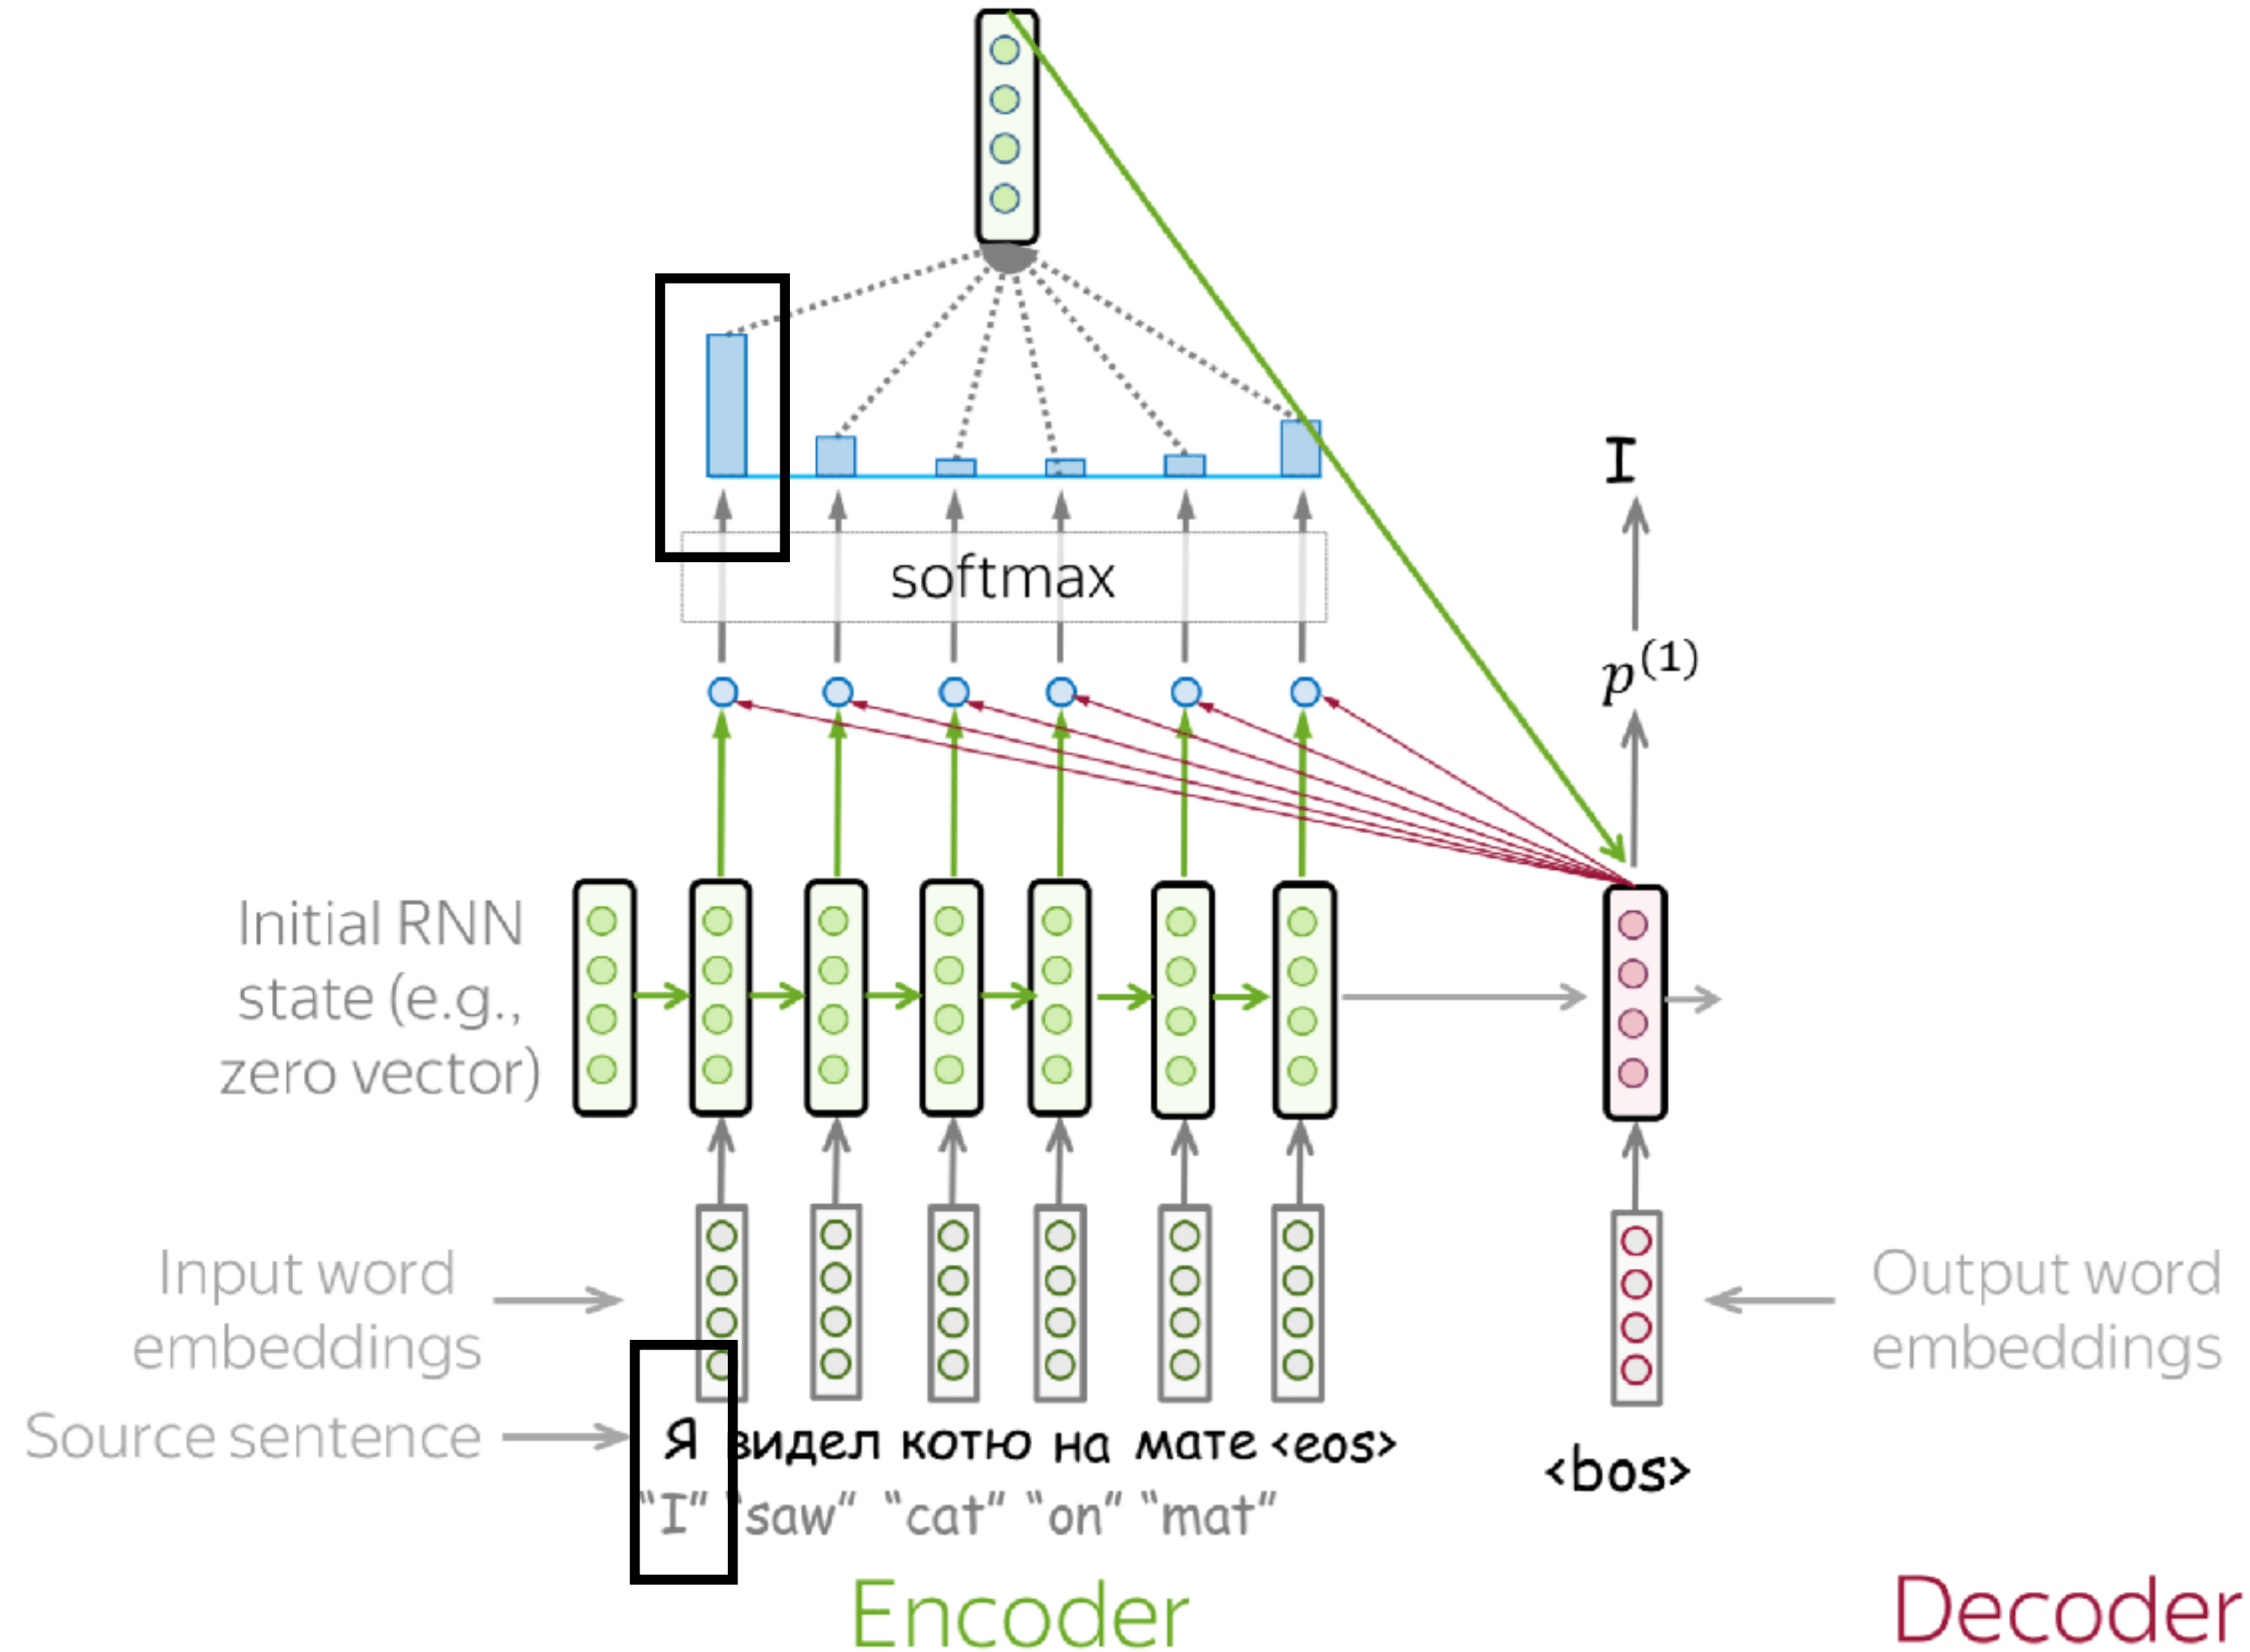 softmax
I
p(1)
Initial RNN
state (e.g.,
zero vector)
Input word
embeddings
Output word
embeddings
Source sentence
Я видел котю на мате <eos>
<bos>
"I" "saw" "cat" "on" "mat"
Encoder
Decoder